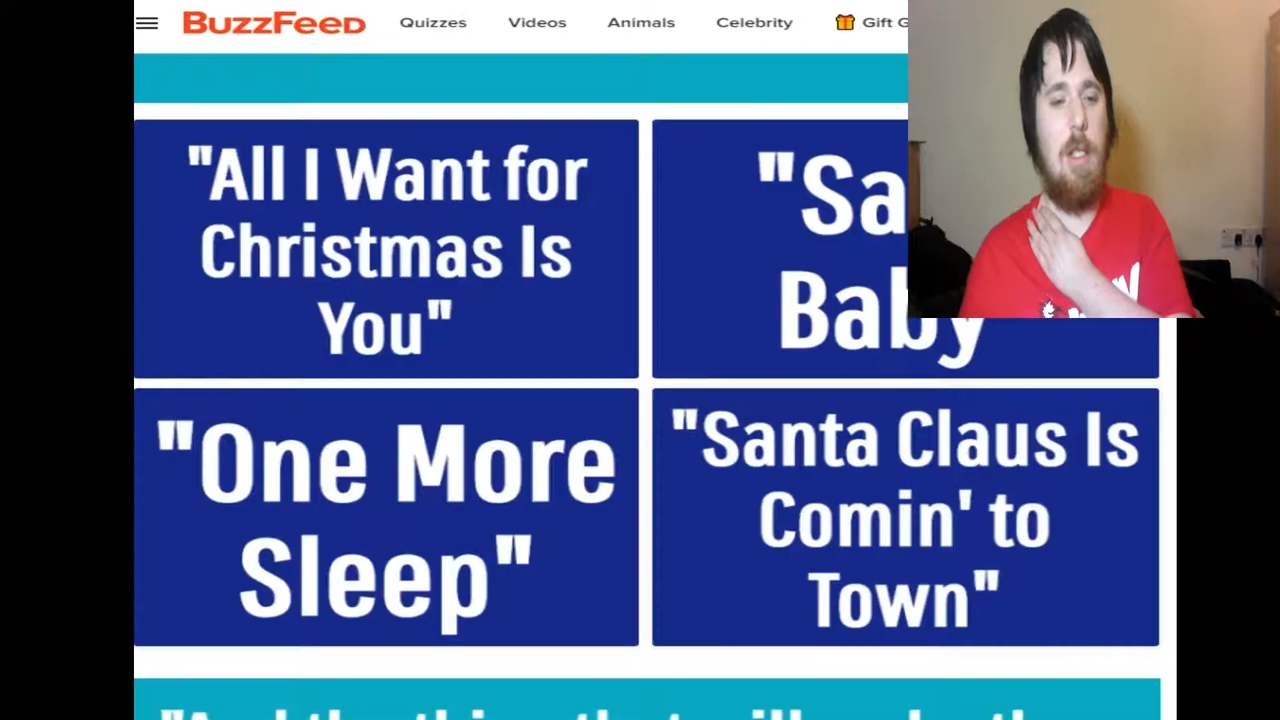 BuzzFeed Quizzes Videos Animals Celebrity Gift G
"All I Want for
Christmas Is
You"
"Sa
Baby
"One More
Sleep"
"Santa Claus Is
Comin' to
Town"